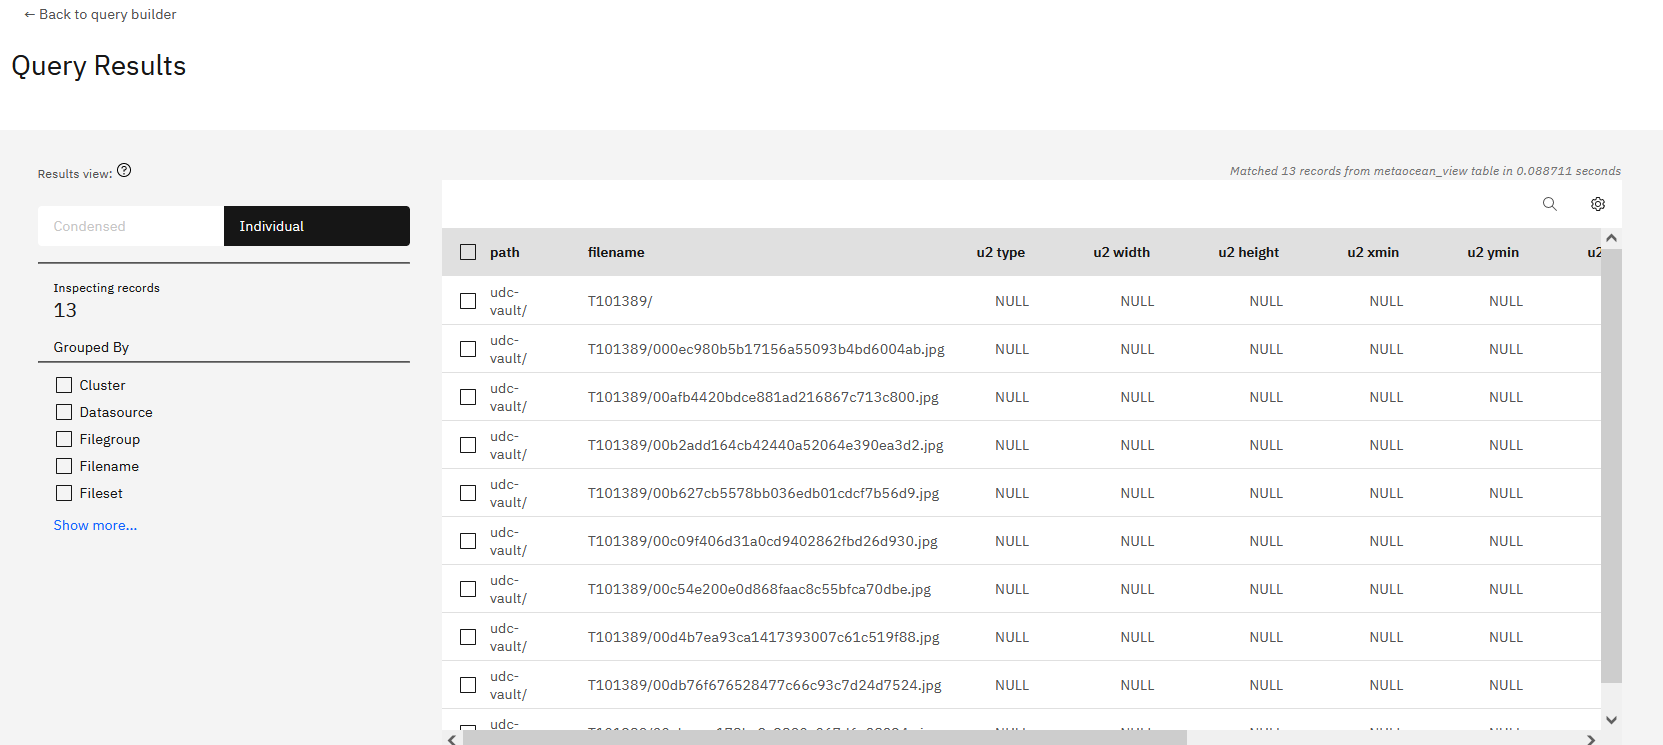 ← Back to query builder
Query Results
Results view:
Matched 13 records from metaocean_view table in 0.088711 seconds
Condensed Individual
Inspecting records
13
Grouped By
Cluster
Datasource
Filegroup
Filename
Fileset
Show more...
path filename u2 type u2 width u2 height u2 xmin u2 ymin
udc-vault/ T101389/ NULL NULL NULL NULL NULL
udc-vault/ T101389/000ec980b5b17156a55093b4bd6004ab.jpg NULL NULL NULL NULL NULL
udc-vault/ T101389/00afb4420bdce881ad216867c713c800.jpg NULL NULL NULL NULL NULL
udc-vault/ T101389/00b2add164cb42440a52064e390ea3d2.jpg NULL NULL NULL NULL NULL
udc-vault/ T101389/00b627cb5578bb036edb01cdcf7b56d9.jpg NULL NULL NULL NULL NULL
udc-vault/ T101389/00c09f406d31a0cd9402862fbd26d930.jpg NULL NULL NULL NULL NULL
udc-vault/ T101389/00c54e200e0d868faac8c55bfca70dbe.jpg NULL NULL NULL NULL NULL
udc-vault/ T101389/00d4b7ea93ca1417393007c61c519f88.jpg NULL NULL NULL NULL NULL
udc-vault/ T101389/00db76f676528477c66c93c7d24d7524.jpg NULL NULL NULL NULL NULL
udc-